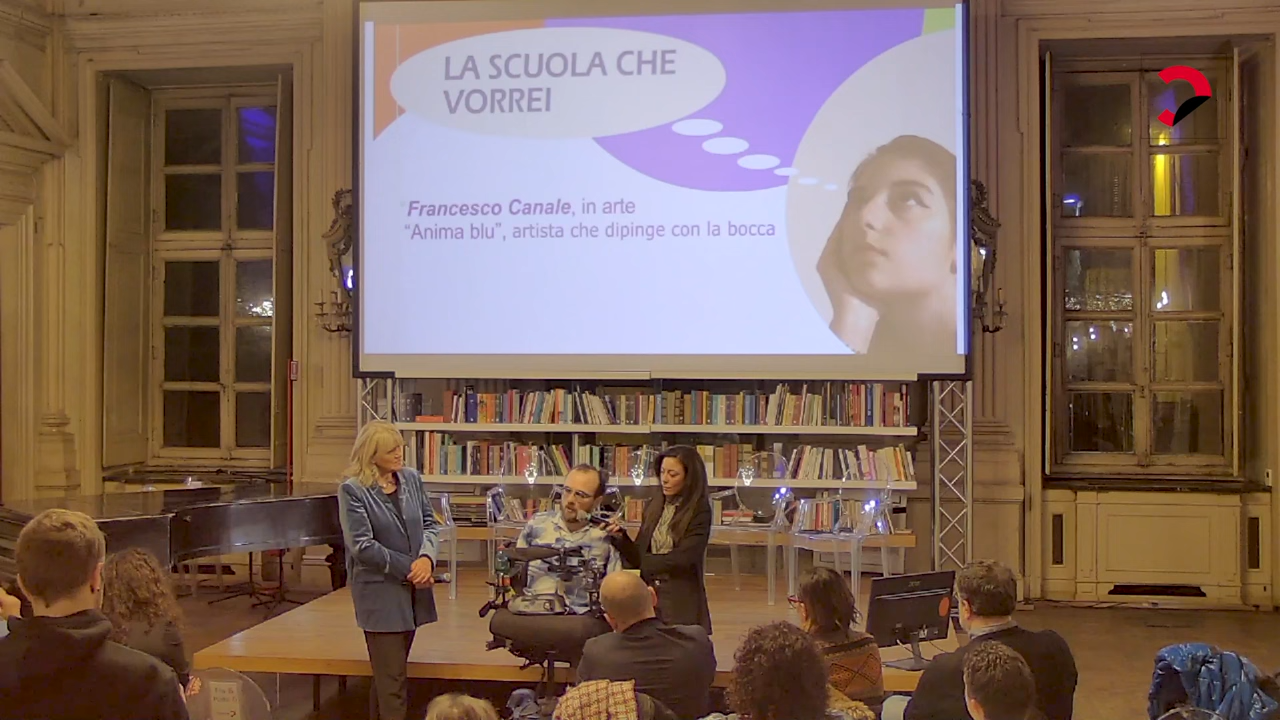 LA SCUOLA CHE
VORREI
Francesco Canale, in arte
"Anima blu", artista che dipinge con la bocca